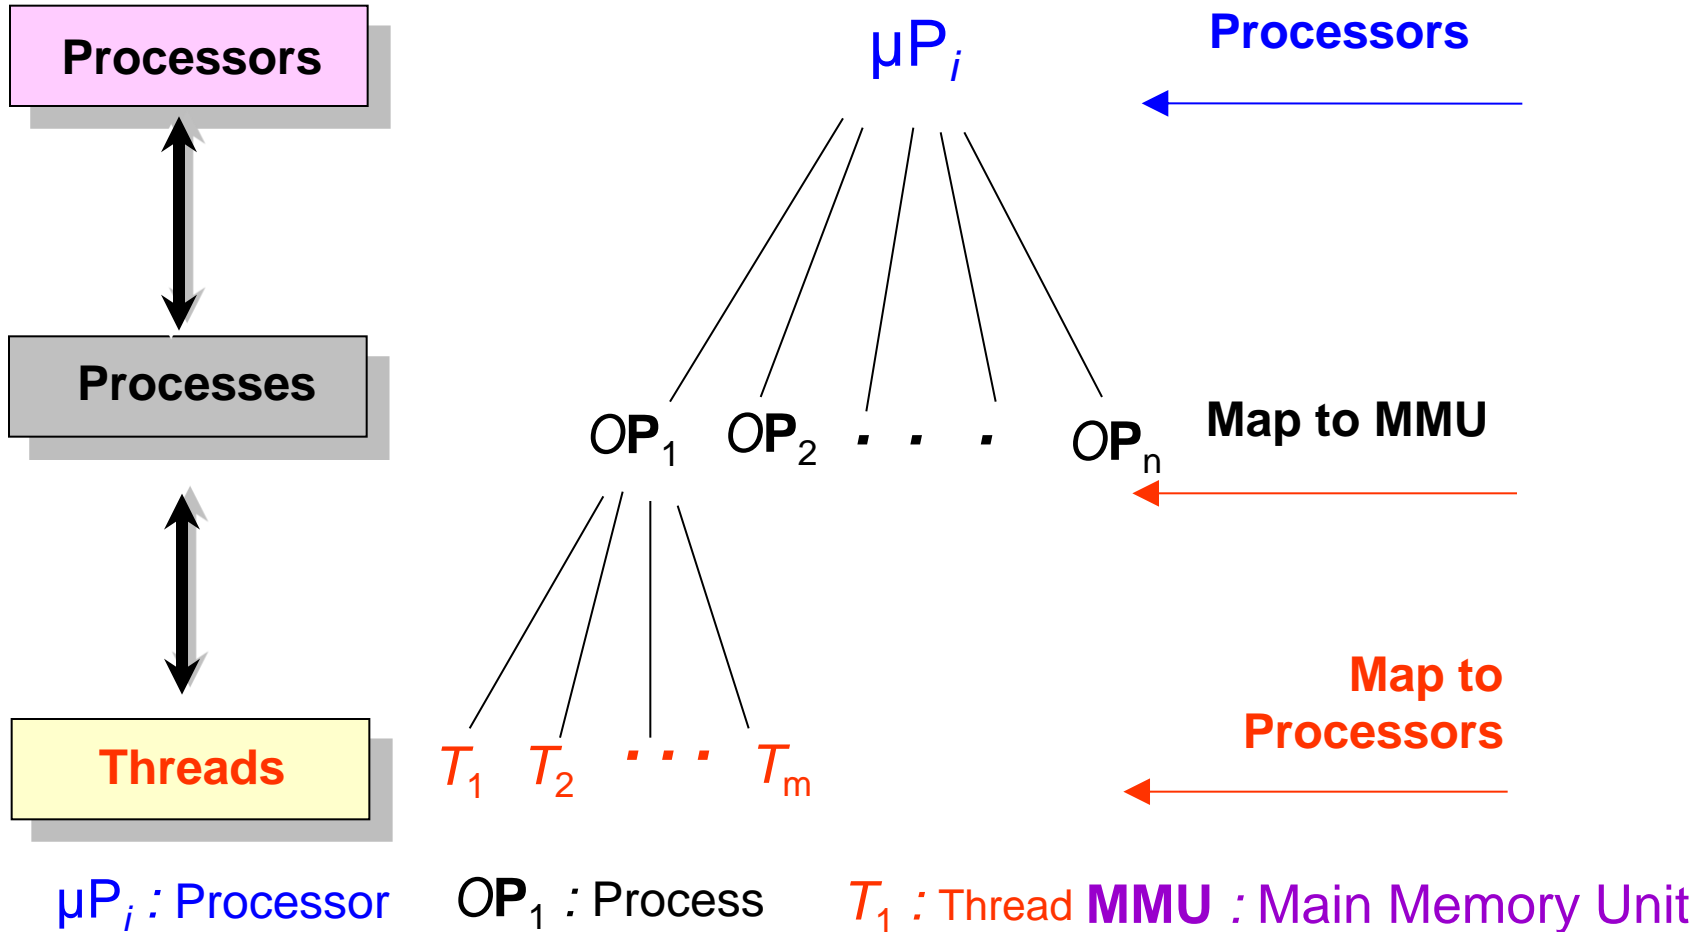 Processors
µPi
Processors
Processes
OP1 OP2 . . . OPn
Map to MMU
Map to
Processors
Threads
T1 T2 . . . Tm
µPi : Processor OP1 : Process T1 : Thread MMU : Main Memory Unit